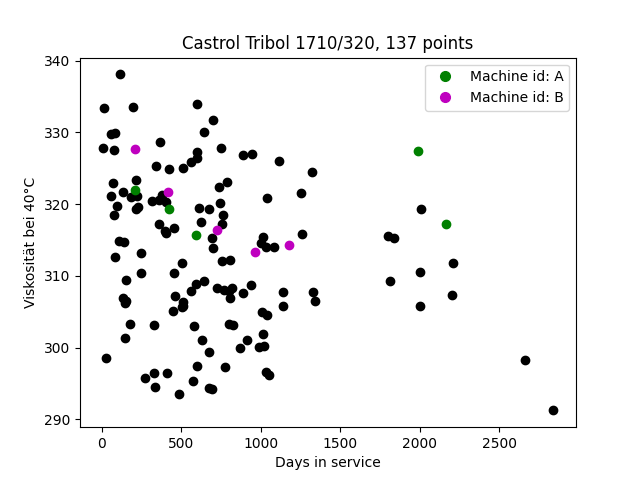 Castrol Tribol 1710/320, 137 points
Machine id: A
Machine id: B
Viskosität bei 40°C
340
330
320
310
300
290
0 500 1000 1500 2000 2500
Days in service